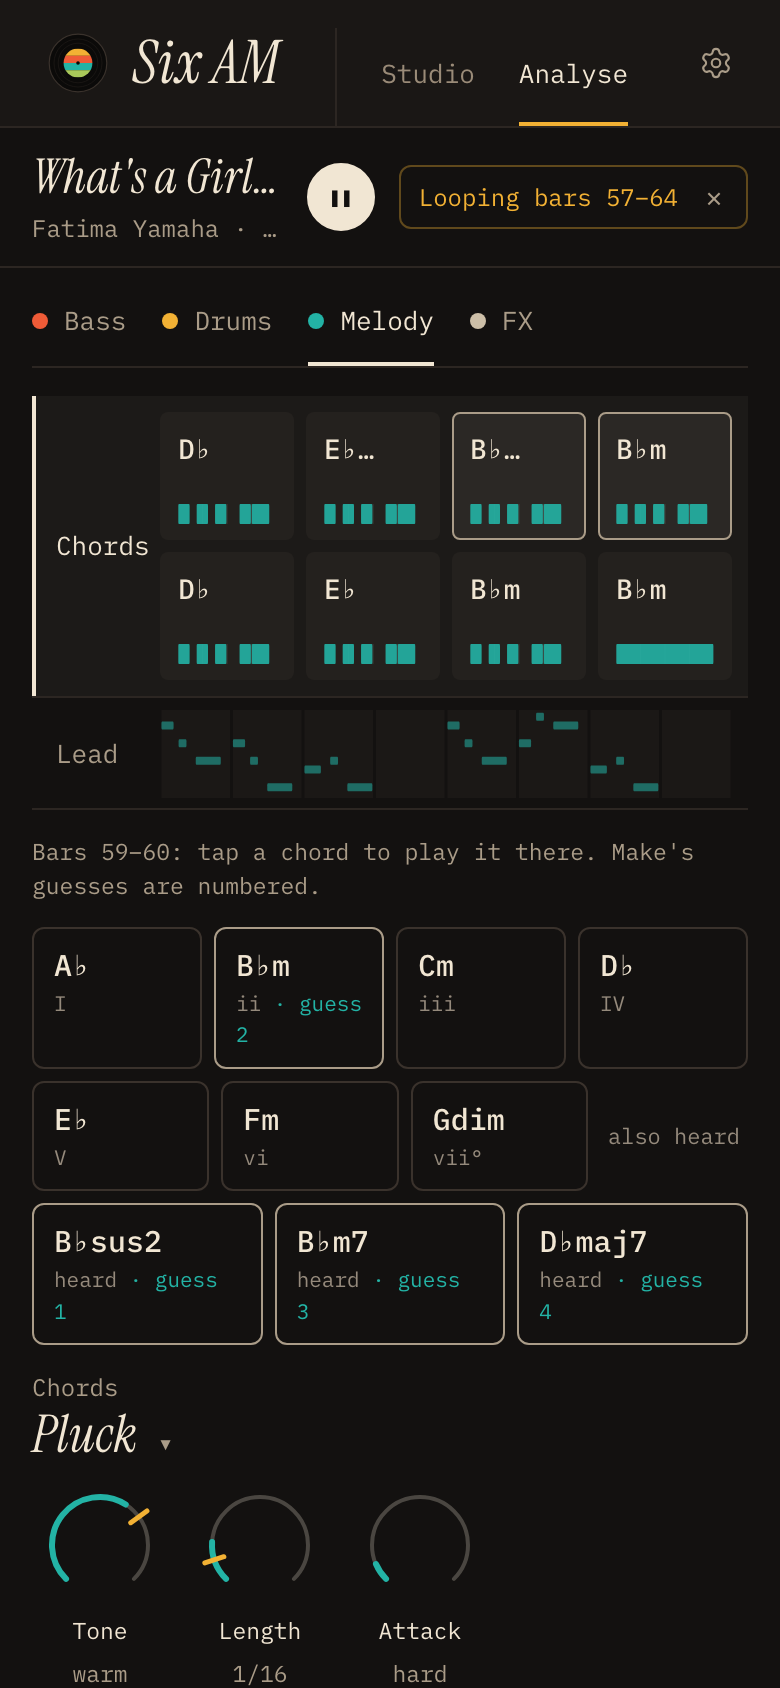 Six AM
Studio
Analyse
What's a Girl…
Fatima Yamaha · …
Looping bars 57–64 ×
Bass
Drums
Melody
FX
Chords
D♭
E♭…
B♭…
B♭m
D♭
E♭
B♭m
B♭m
Lead
Bars 59–60: tap a chord to play it there. Make's
guesses are numbered.
A♭
I
B♭m
ii · guess
2
Cm
iii
D♭
IV
E♭
V
Fm
vi
Gdim
vii°
also heard
B♭sus2
heard · guess
1
B♭m7
heard · guess
3
D♭maj7
heard · guess
4
Chords
Pluck ▼
Tone
warm
Length
1/16
Attack
hard